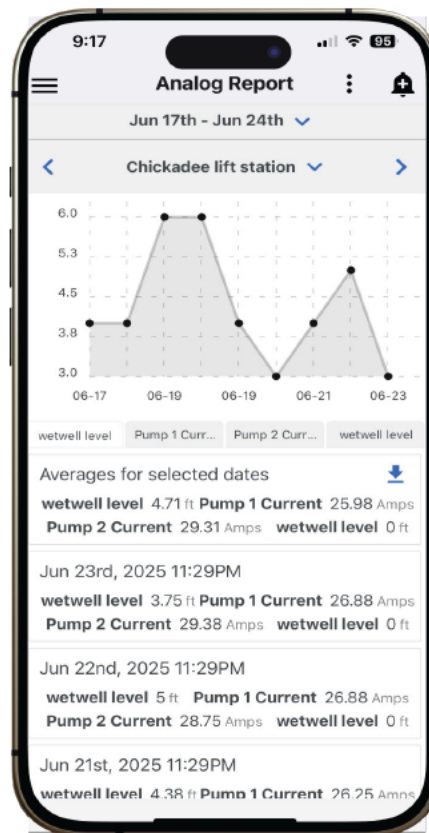 9:17
95
Analog Report
Jun 17th - Jun 24th
Chickadee lift station
6.0
5.3
4.5
3.8
3.0
06-17 06-19 06-19 06-21 06-23
wetwell level Pump 1 Curr... Pump 2 Curr... wetwell level
Averages for selected dates
wetwell level 4.71 ft Pump 1 Current 25.98 Amps
Pump 2 Current 29.31 Amps wetwell level 0 ft
Jun 23rd, 2025 11:29PM
wetwell level 3.75 ft Pump 1 Current 26.88 Amps
Pump 2 Current 29.38 Amps wetwell level 0 ft
Jun 22nd, 2025 11:29PM
wetwell level 5 ft Pump 1 Current 26.88 Amps
Pump 2 Current 28.75 Amps wetwell level 0 ft
Jun 21st, 2025 11:29PM
wetwell level 4.38 ft Pump 1 Current 26.25 Amps